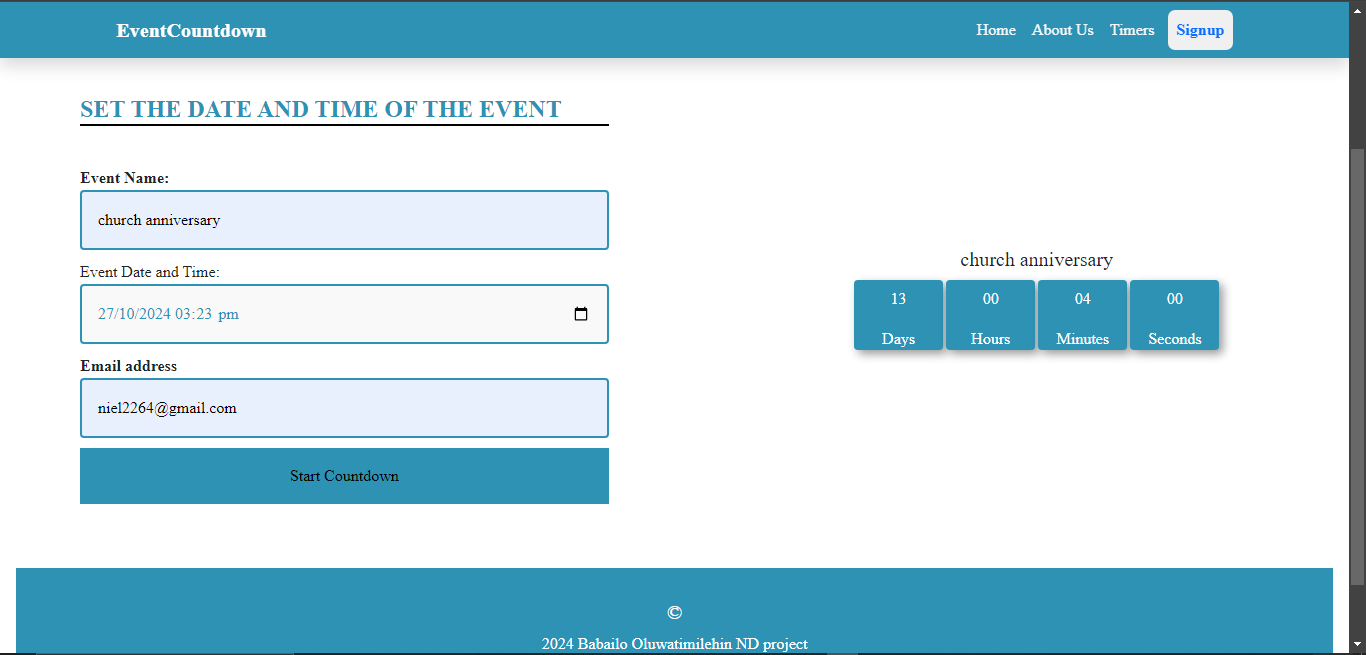 EventCountdown
Home About Us Timers Signup
SET THE DATE AND TIME OF THE EVENT
Event Name:
church anniversary
Event Date and Time:
27/10/2024 03:23 pm
Email address
niel2264@gmail.com
Start Countdown
church anniversary
13 00 04 00
Days Hours Minutes Seconds
©
2024 Babailo Oluwatimilehin ND project